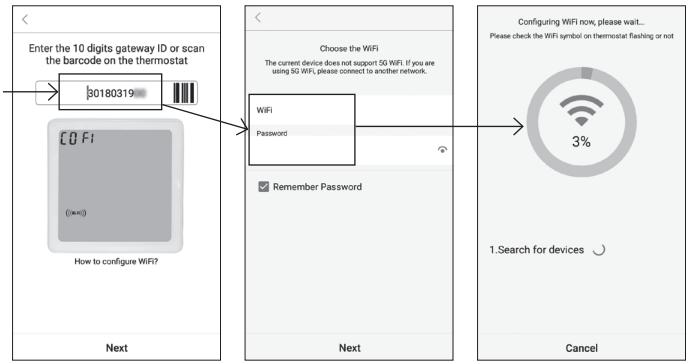 Enter the 10 digits gateway ID or scan
the barcode on the thermostat
30180319
COFI
How to configure WiFi?
Next
Choose the WiFi
The current device does not support 5G WiFi. If you are
using 5G WiFi, please connect to another network.
WiFi
Password
Remember Password
Next
Configuring WiFi now, please wait...
Please check the WiFi symbol on thermostat flashing or not
3%
1.Search for devices
Cancel